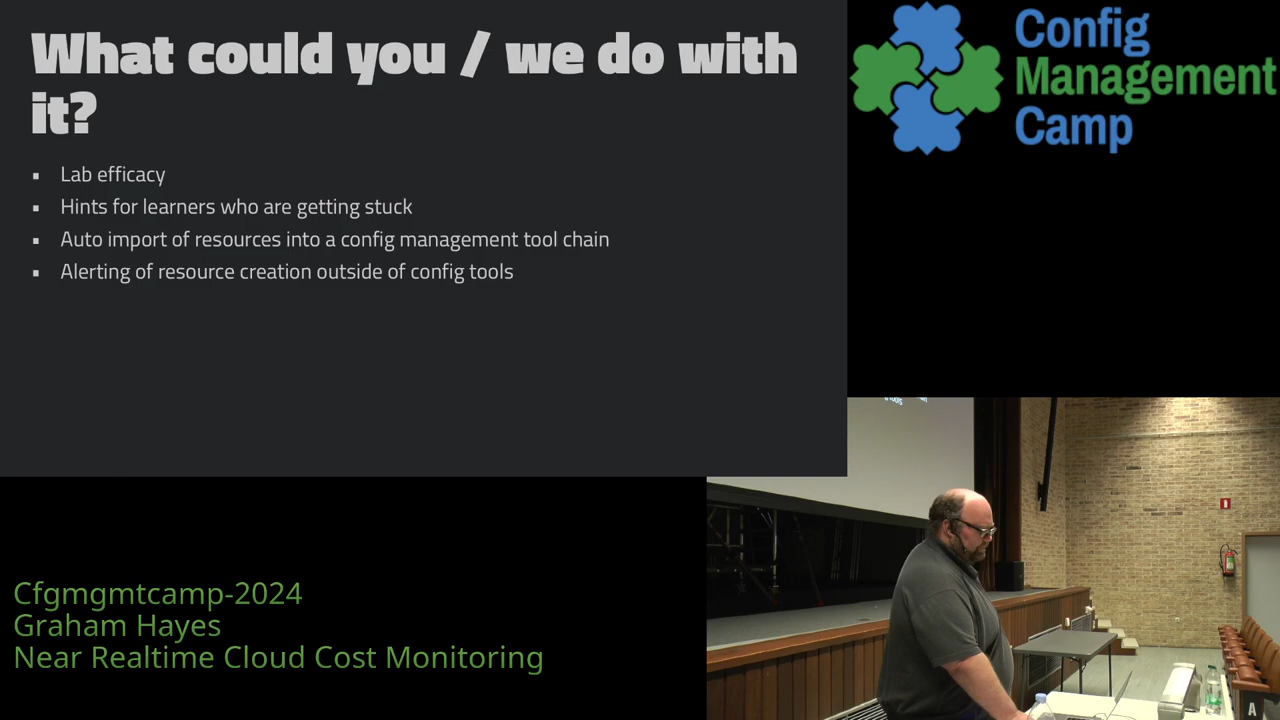 What could you / we do with
it?
Lab efficacy
Hints for learners who are getting stuck
Auto import of resources into a config management tool chain
Alerting of resource creation outside of config tools
Config
Management
Camp
Cfgmgmtcamp-2024
Graham Hayes
Near Realtime Cloud Cost Monitoring
A